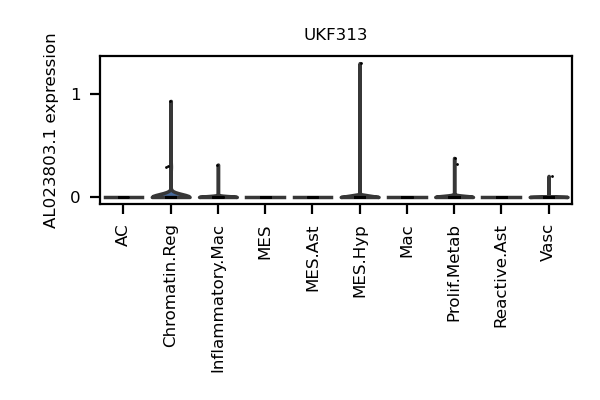 UKF313
AL023803.1 expression
1
0
AC
Chromatin.Reg
Inflammatory.Mac
MES
MES.Ast
MES.Hyp
Mac
Prolif.Metab
Reactive.Ast
Vasc